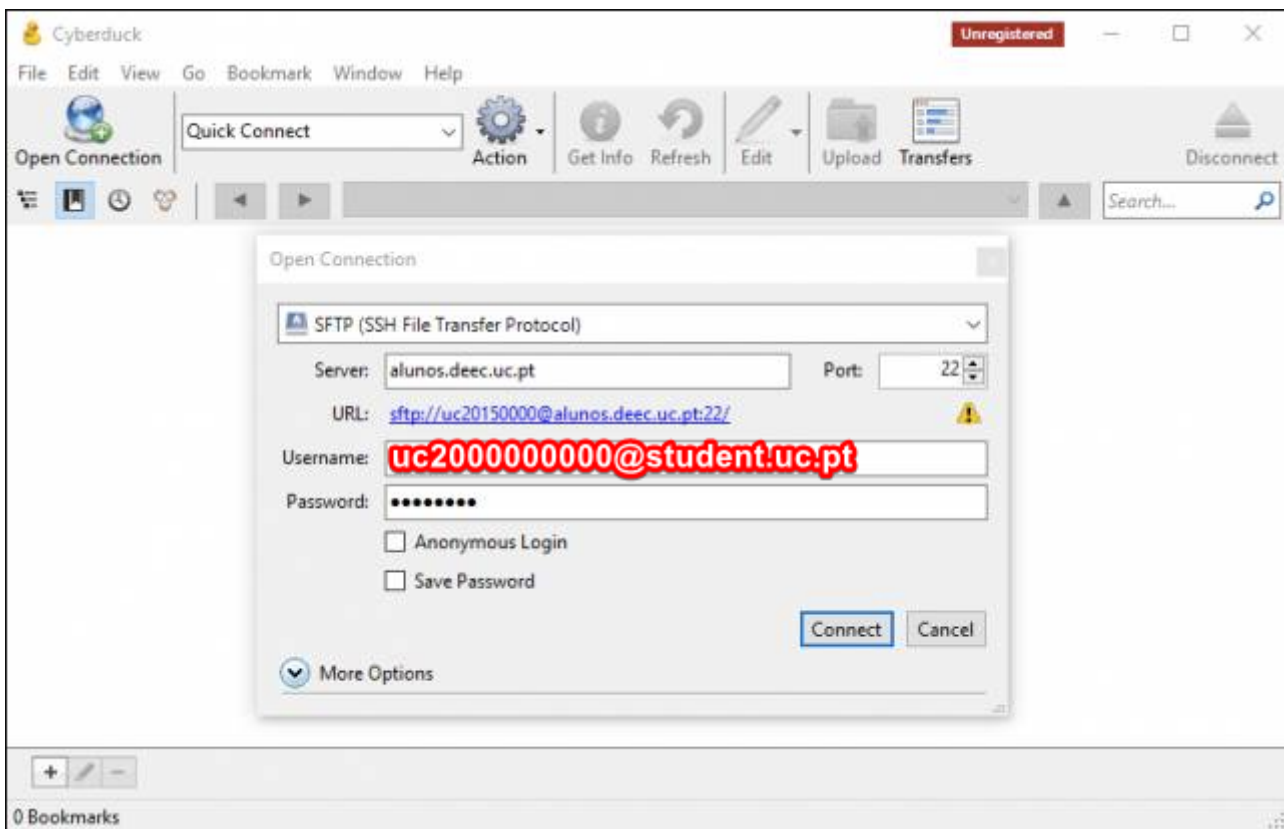 Cyberduck Unregistered
File Edit View Go Bookmark Window Help
Quick Connect
Open Connection Action Get Info Refresh Edit Upload Transfers Disconnect
Search...
Open Connection
SFTP (SSH File Transfer Protocol)
Server: alunos.deec.uc.pt Port: 22
URL: sftp://uc20150000@alunos.deec.uc.pt:22/
Username: uc2000000000@student.uc.pt
Password: ••••••••
Anonymous Login
Save Password
Connect Cancel
More Options
0 Bookmarks